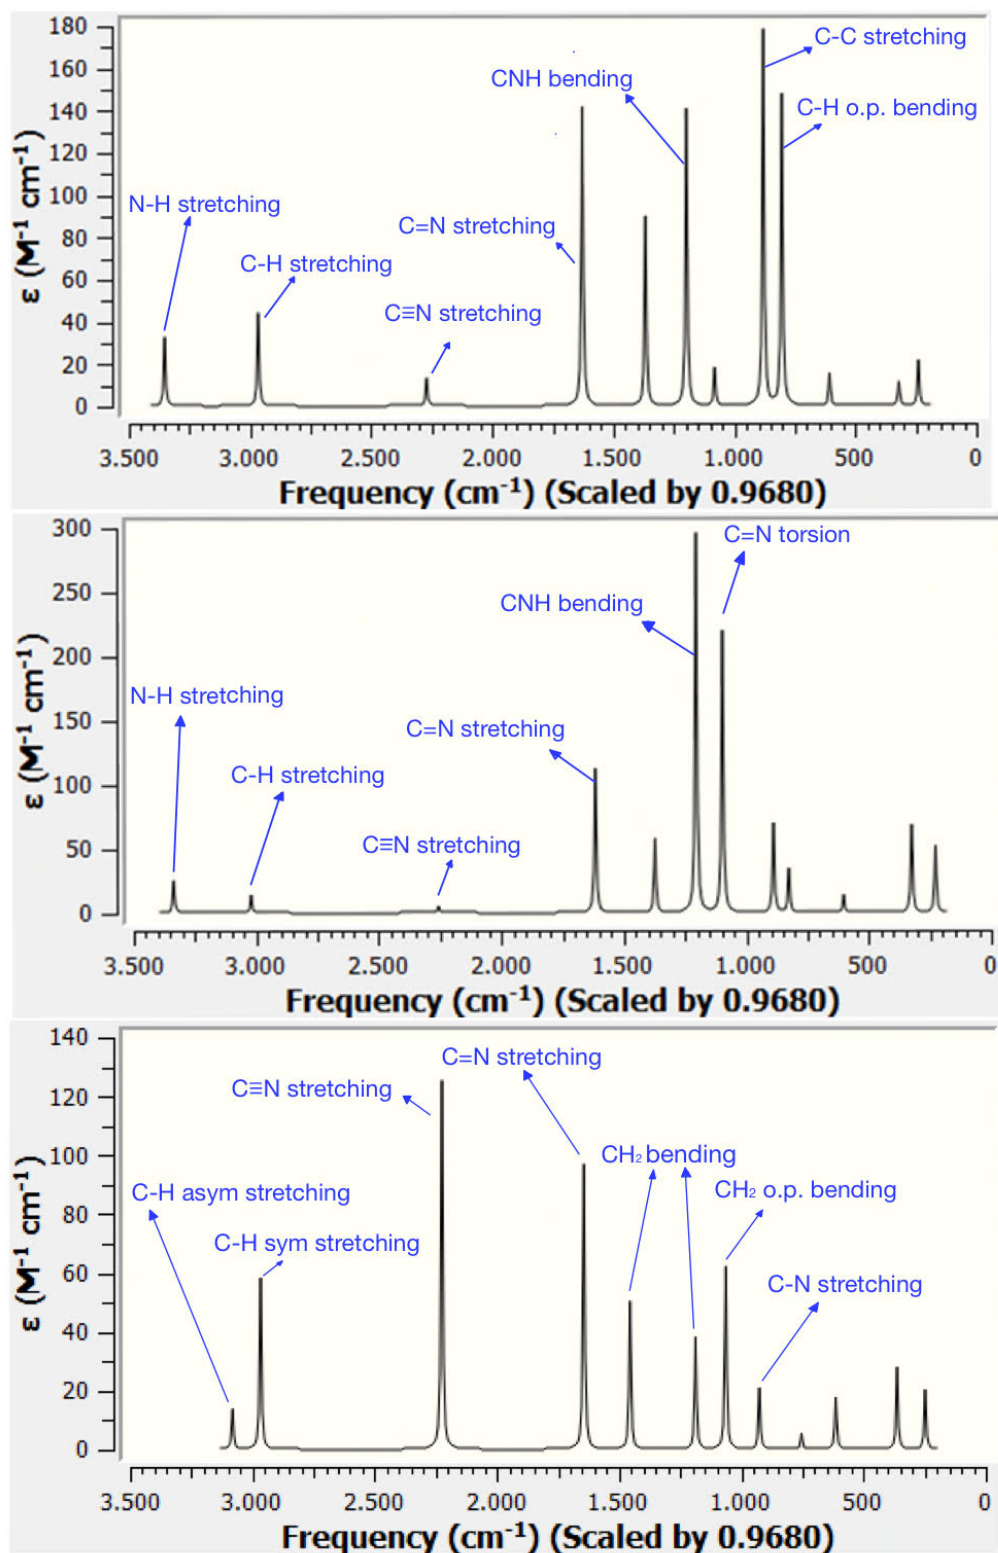 180
160
140
120
100
80
60
40
20
0
ε (M⁻¹ cm⁻¹)
C-C stretching
CNH bending
C-H o.p. bending
N-H stretching
C=N stretching
C-H stretching
C≡N stretching
3.500 3.000 2.500 2.000 1.500 1.000 500 0
Frequency (cm⁻¹) (Scaled by 0.9680)
300
250
200
150
100
50
0
ε (M⁻¹ cm⁻¹)
C=N torsion
CNH bending
N-H stretching
C=N stretching
C-H stretching
C≡N stretching
3.500 3.000 2.500 2.000 1.500 1.000 500 0
Frequency (cm⁻¹) (Scaled by 0.9680)
140
120
100
80
60
40
20
0
ε (M⁻¹ cm⁻¹)
C=N stretching
C≡N stretching
CH₂ bending
C-H asym stretching
CH₂ o.p. bending
C-H sym stretching
C-N stretching
3.500 3.000 2.500 2.000 1.500 1.000 500 0
Frequency (cm⁻¹) (Scaled by 0.9680)